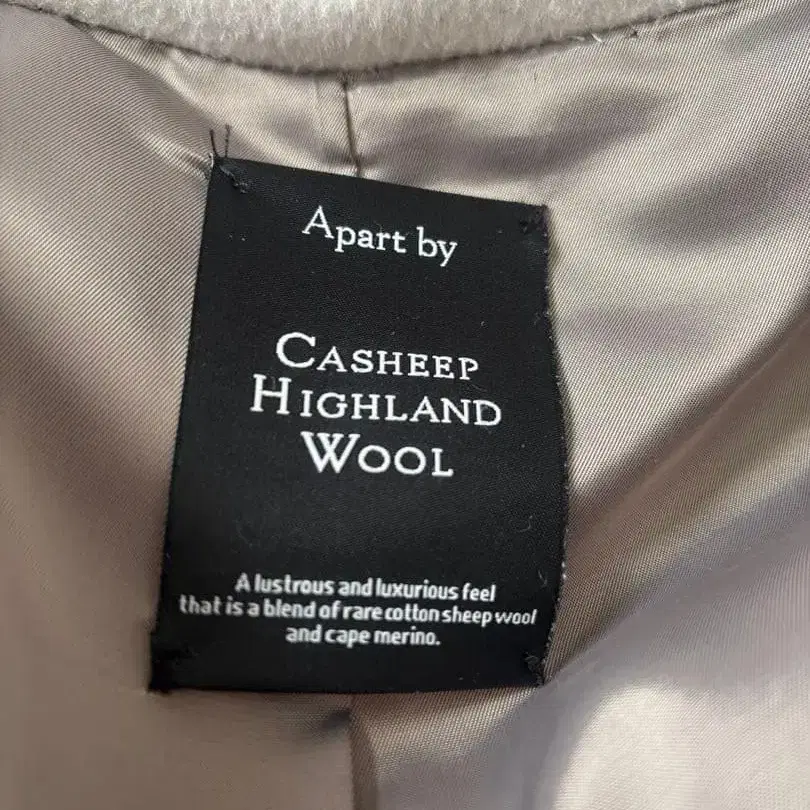 Apart by
CASHEEP
HIGHLAND
WOOL
A lustrous and luxurious feel
that is a blend of rare cotton sheep wool
and cape merino.